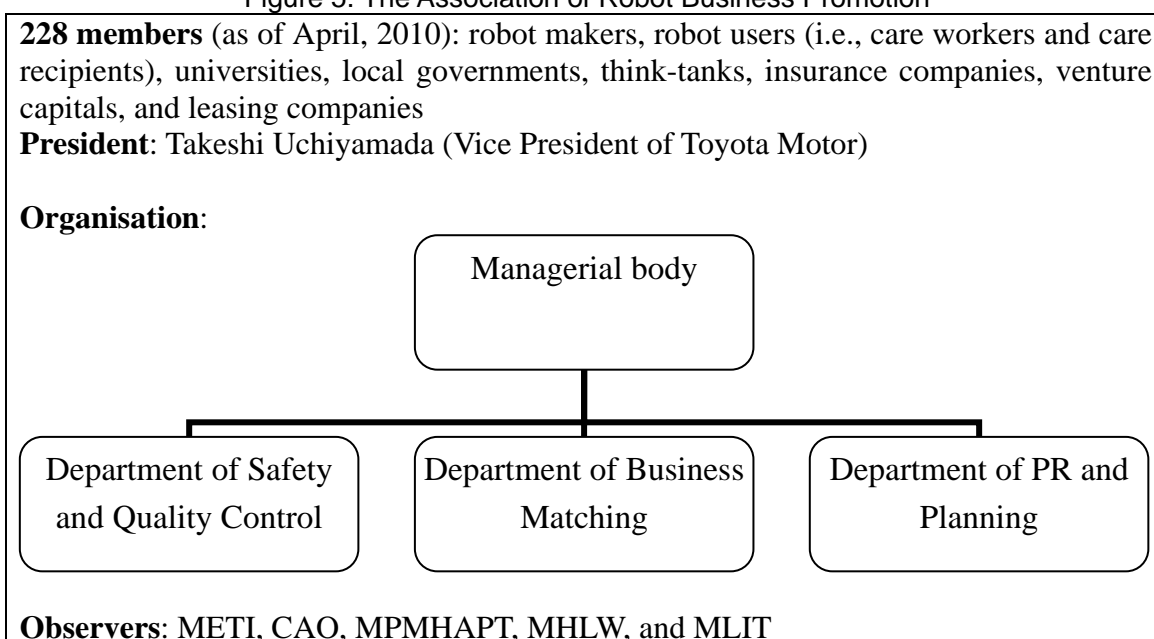 Figure 5. The Association of Robot Business Promotion
228 members (as of April, 2010): robot makers, robot users (i.e., care workers and care
recipients), universities, local governments, think-tanks, insurance companies, venture
capitals, and leasing companies
President: Takeshi Uchiyamada (Vice President of Toyota Motor)
Organisation:
Managerial body
Department of Safety
and Quality Control
Department of Business
Matching
Department of PR and
Planning
Observers: METI, CAO, MPMHAPT, MHLW, and MLIT